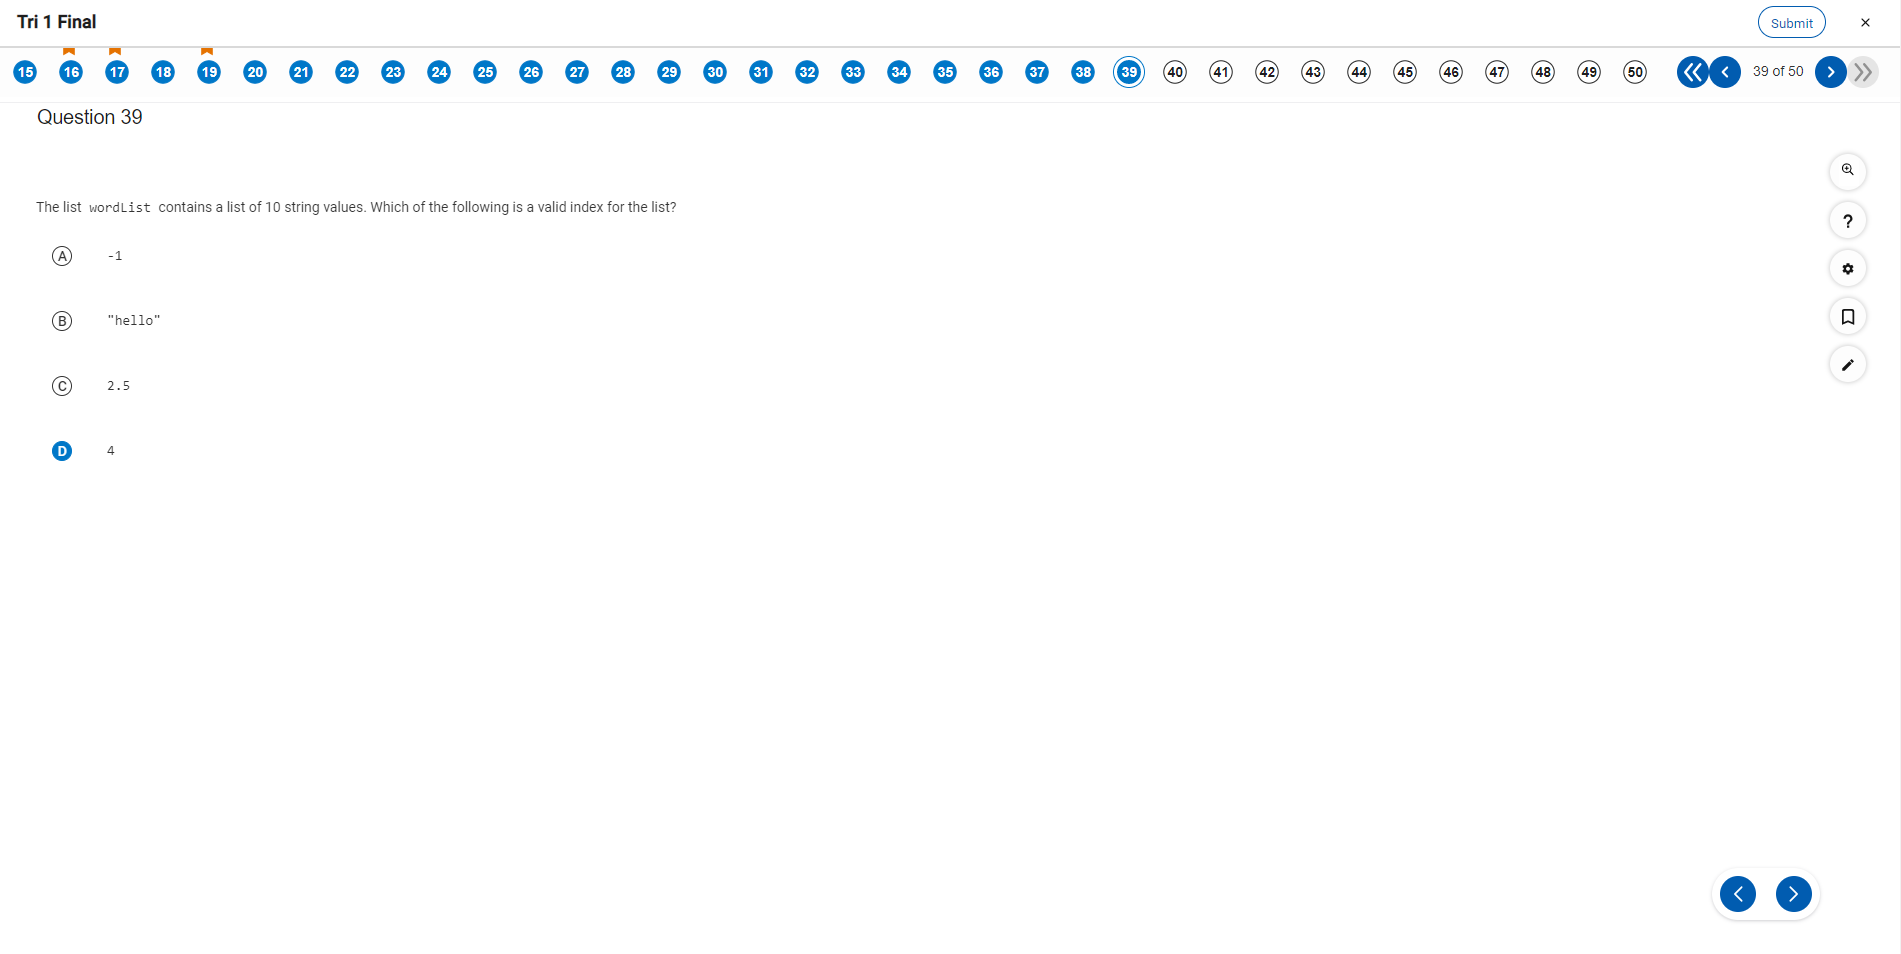 Tri 1 Final
Submit
15 16 17 18 19 20 21 22 23 24 25 26 27 28 29 30 31 32 33 34 35 36 37 38 39 40 41 42 43 44 45 46 47 48 49 50 39 of 50
Question 39
The list wordList contains a list of 10 string values. Which of the following is a valid index for the list?
A -1
B "hello"
C 2.5
D 4